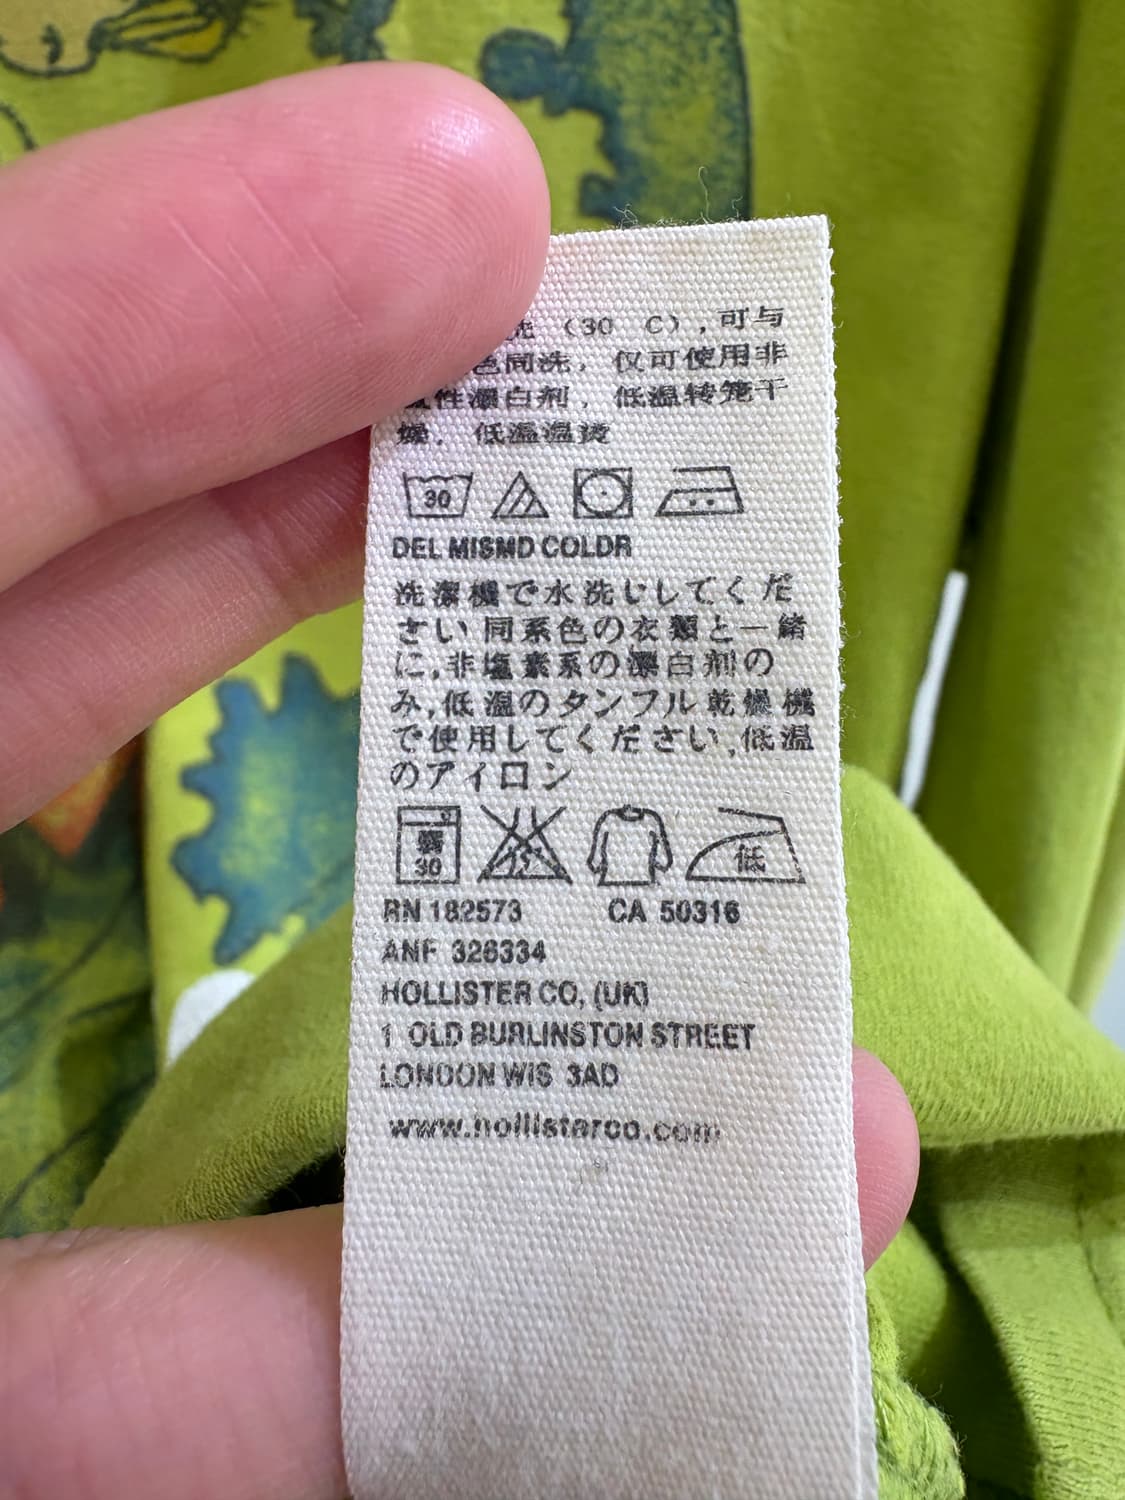 洗（30 C）,可与
色同洗，仅可使用非
性漂白剂，低温转笼干
燥．低温温烫
30
DEL MISMD COLDR
洗濯機で水洗いしてくだ
さい 同系色の衣類と一緒
に,非塩素系の漂白剤の
み,低温のタンフル乾燥機
で使用してください,低温
のアイロン
30 低
RN 182573 CA 50316
ANF 326334
HOLLISTER CO, (UK)
1 OLD BURLINSTON STREET
LONDON WIS 3AD
www.hollisterco.com